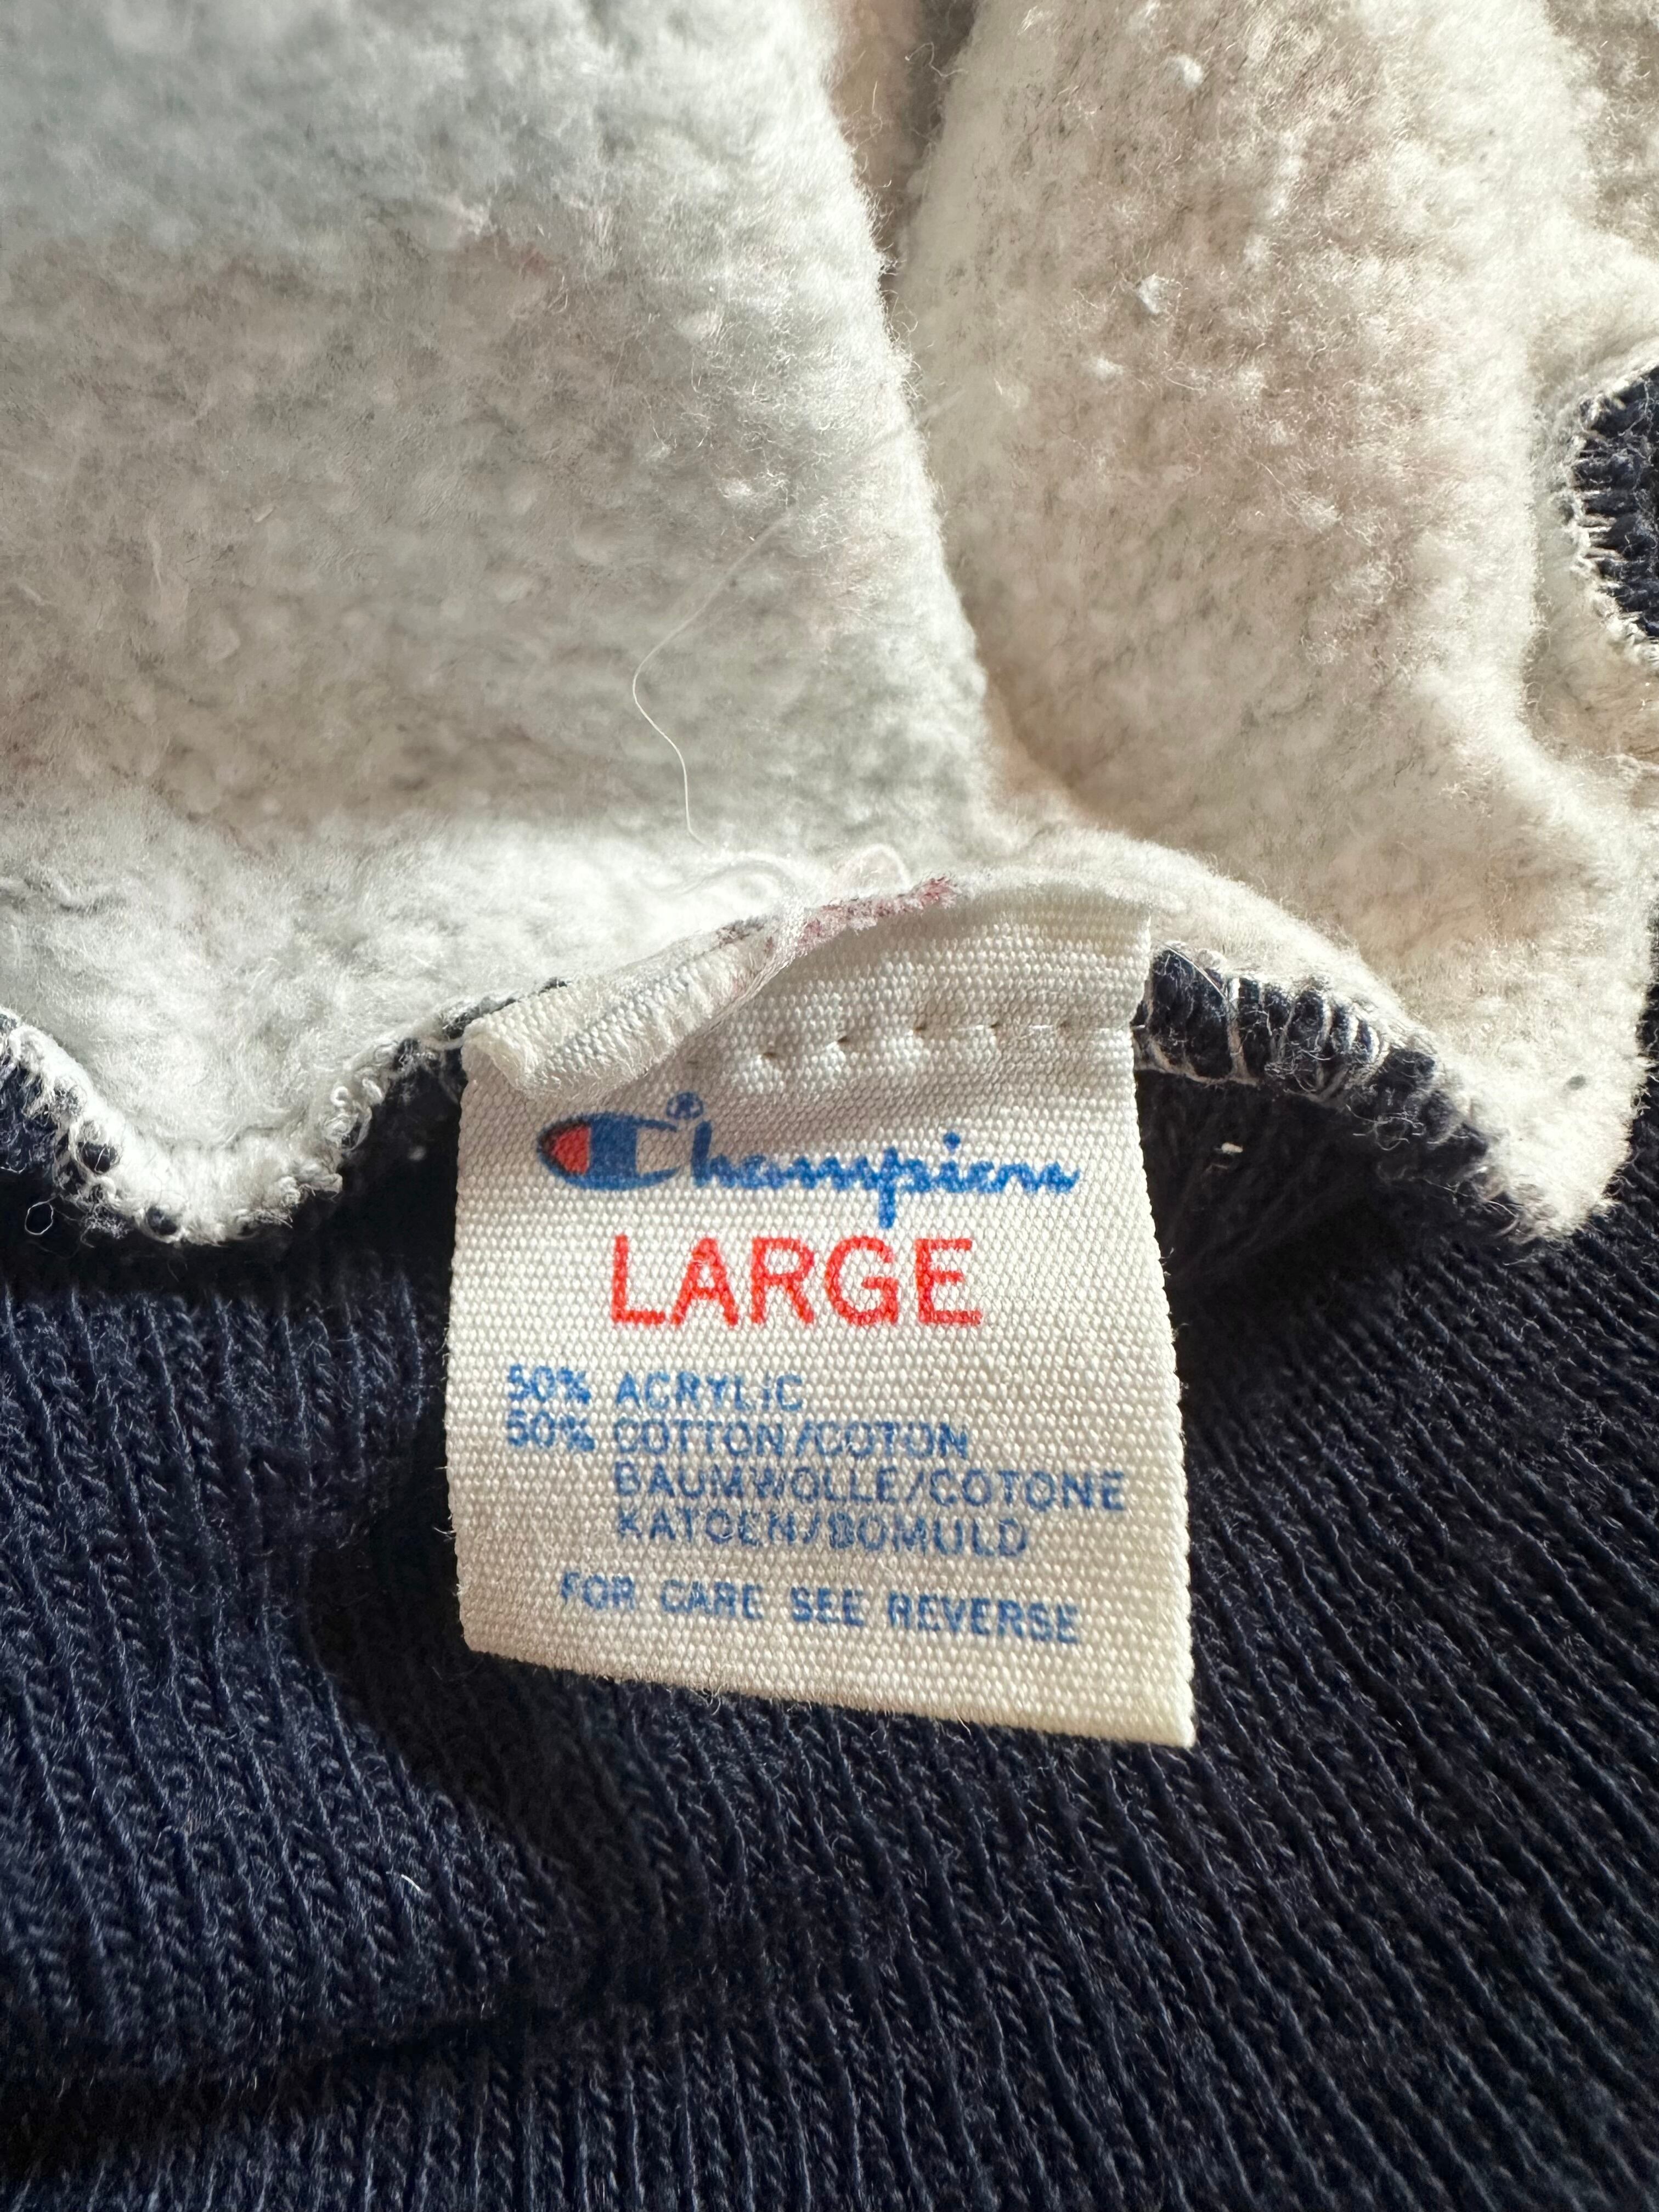 Champion®
LARGE
50% ACRYLIC
50% COTTON/COTON
BAUMWOLLE/COTONE
KATOEN/BOMULD
FOR CARE SEE REVERSE